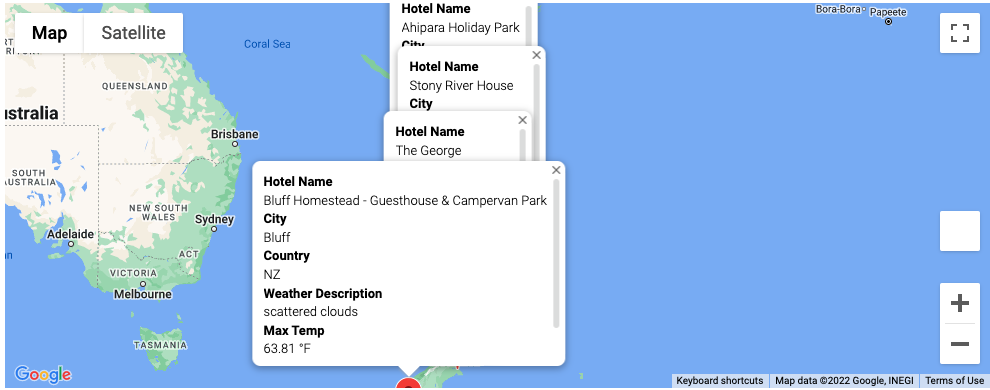 Map
Satellite
Coral Sea
Bora-Bora
Papeete
QUEENSLAND
stralia
Brisbane
SOUTH
AUSTRALIA
NEW SOUTH
WALES
Sydney
Adelaide
ACT
VICTORIA
Melbourne
TASMANIA
Hotel Name
Ahipara Holiday Park
City
Hotel Name
Stony River House
City
Hotel Name
The George
Hotel Name
Bluff Homestead - Guesthouse & Campervan Park
City
Bluff
Country
NZ
Weather Description
scattered clouds
Max Temp
63.81 °F
Google
Keyboard shortcuts
Map data ©2022 Google, INEGI
Terms of Use